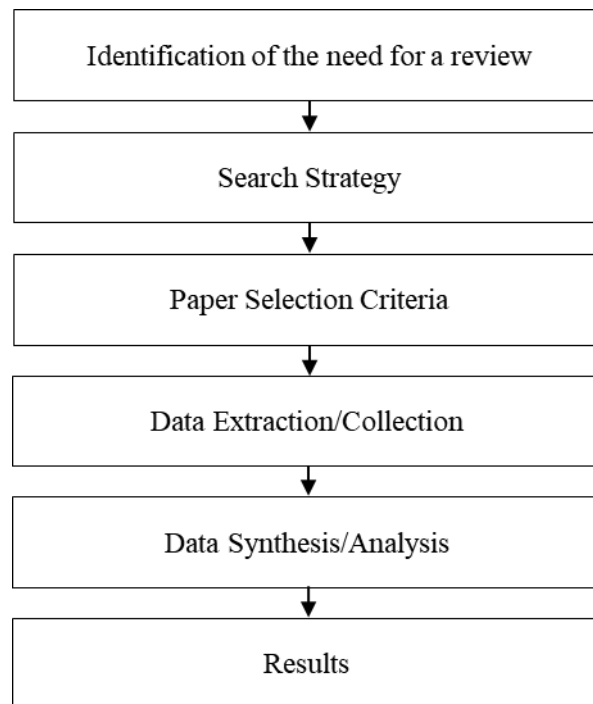 Identification of the need for a review
Search Strategy
Paper Selection Criteria
Data Extraction/Collection
Data Synthesis/Analysis
Results